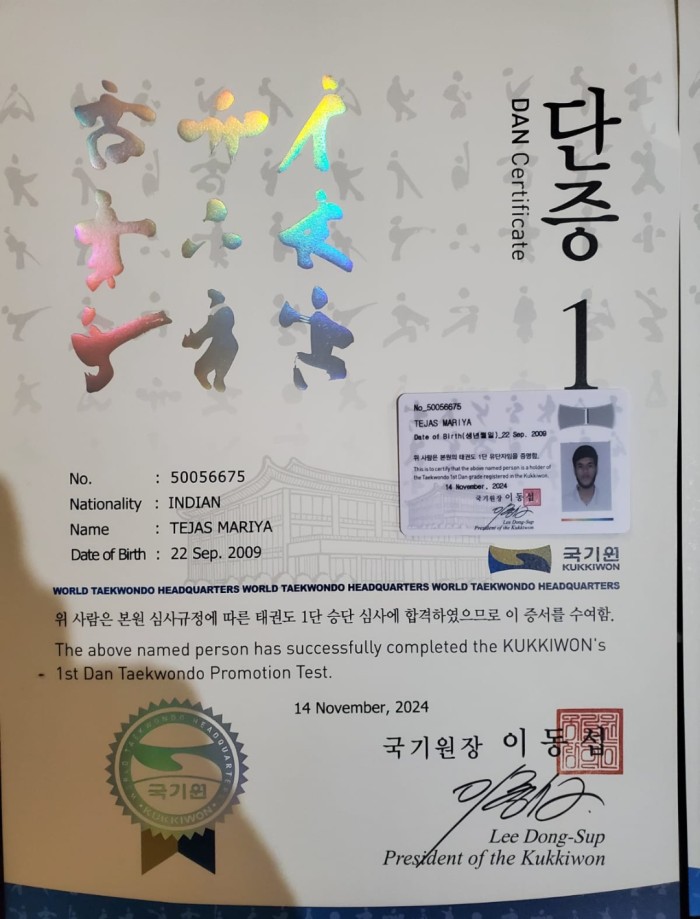 단증 1
DAN Certificate
No_50056675
TEJAS MARIYA
Date of Birth(생년월일)_22 Sep. 2009
위 사람은 본원의 태권도 1단 유단자임을 증명함.
This is to certify that the above named person is a holder of
the Taekwondo 1st Dan grade registered in the Kukkiwon.
14 November, 2024
국기원장 이동섭
Lee Dong-Sup
President of the Kukkiwon
No. : 50056675
Nationality : INDIAN
Name : TEJAS MARIYA
Date of Birth : 22 Sep. 2009
국기원
KUKKIWON
WORLD TAEKWONDO HEADQUARTERS WORLD TAEKWONDO HEADQUARTERS WORLD TAEKWONDO HEADQUARTERS
위 사람은 본원 심사규정에 따른 태권도 1단 승단 심사에 합격하였으므로 이 증서를 수여함.
The above named person has successfully completed the KUKKIWON's
1st Dan Taekwondo Promotion Test.
14 November, 2024
국기원장 이동섭
Lee Dong-Sup
President of the Kukkiwon
WORLD TAEKWONDO HEADQUARTERS
국기원
KUKKIWON